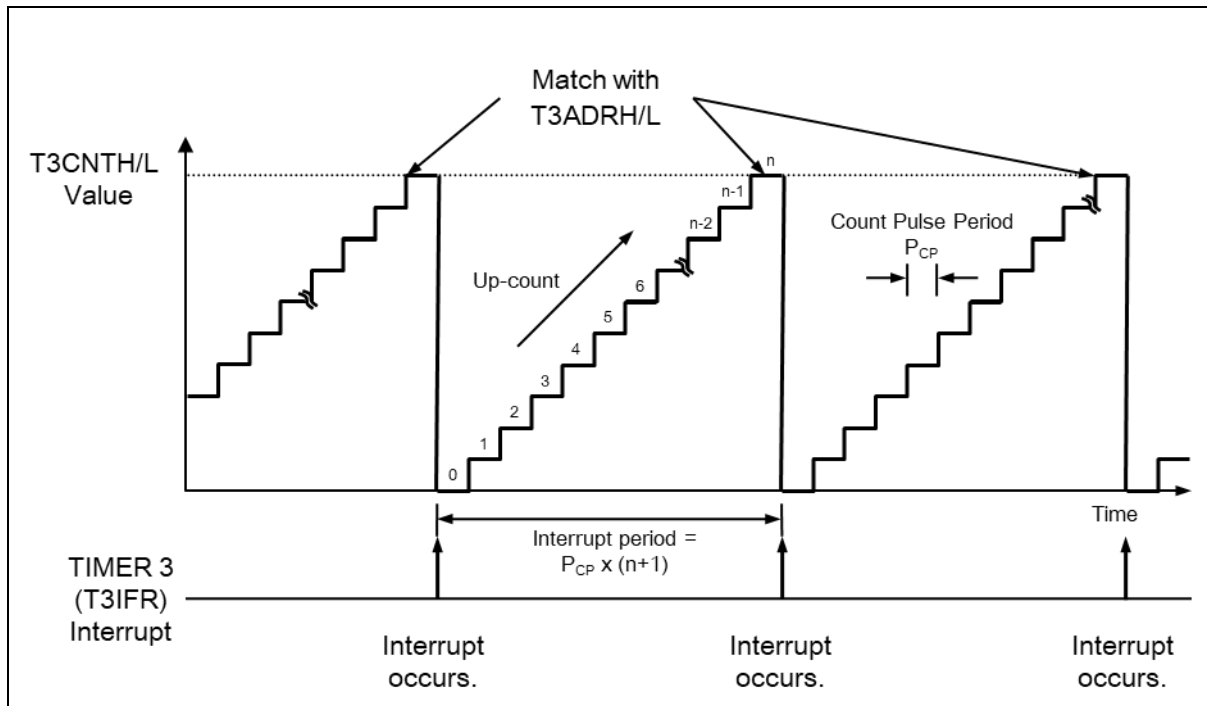 Match with
T3ADRH/L
T3CNTH/L
Value
n
n-1
n-2
Count Pulse Period
PCP
Up-count
6
5
4
3
2
1
0
Time
Interrupt period =
PCP x (n+1)
TIMER 3
(T3IFR)
Interrupt
Interrupt
occurs.
Interrupt
occurs.
Interrupt
occurs.